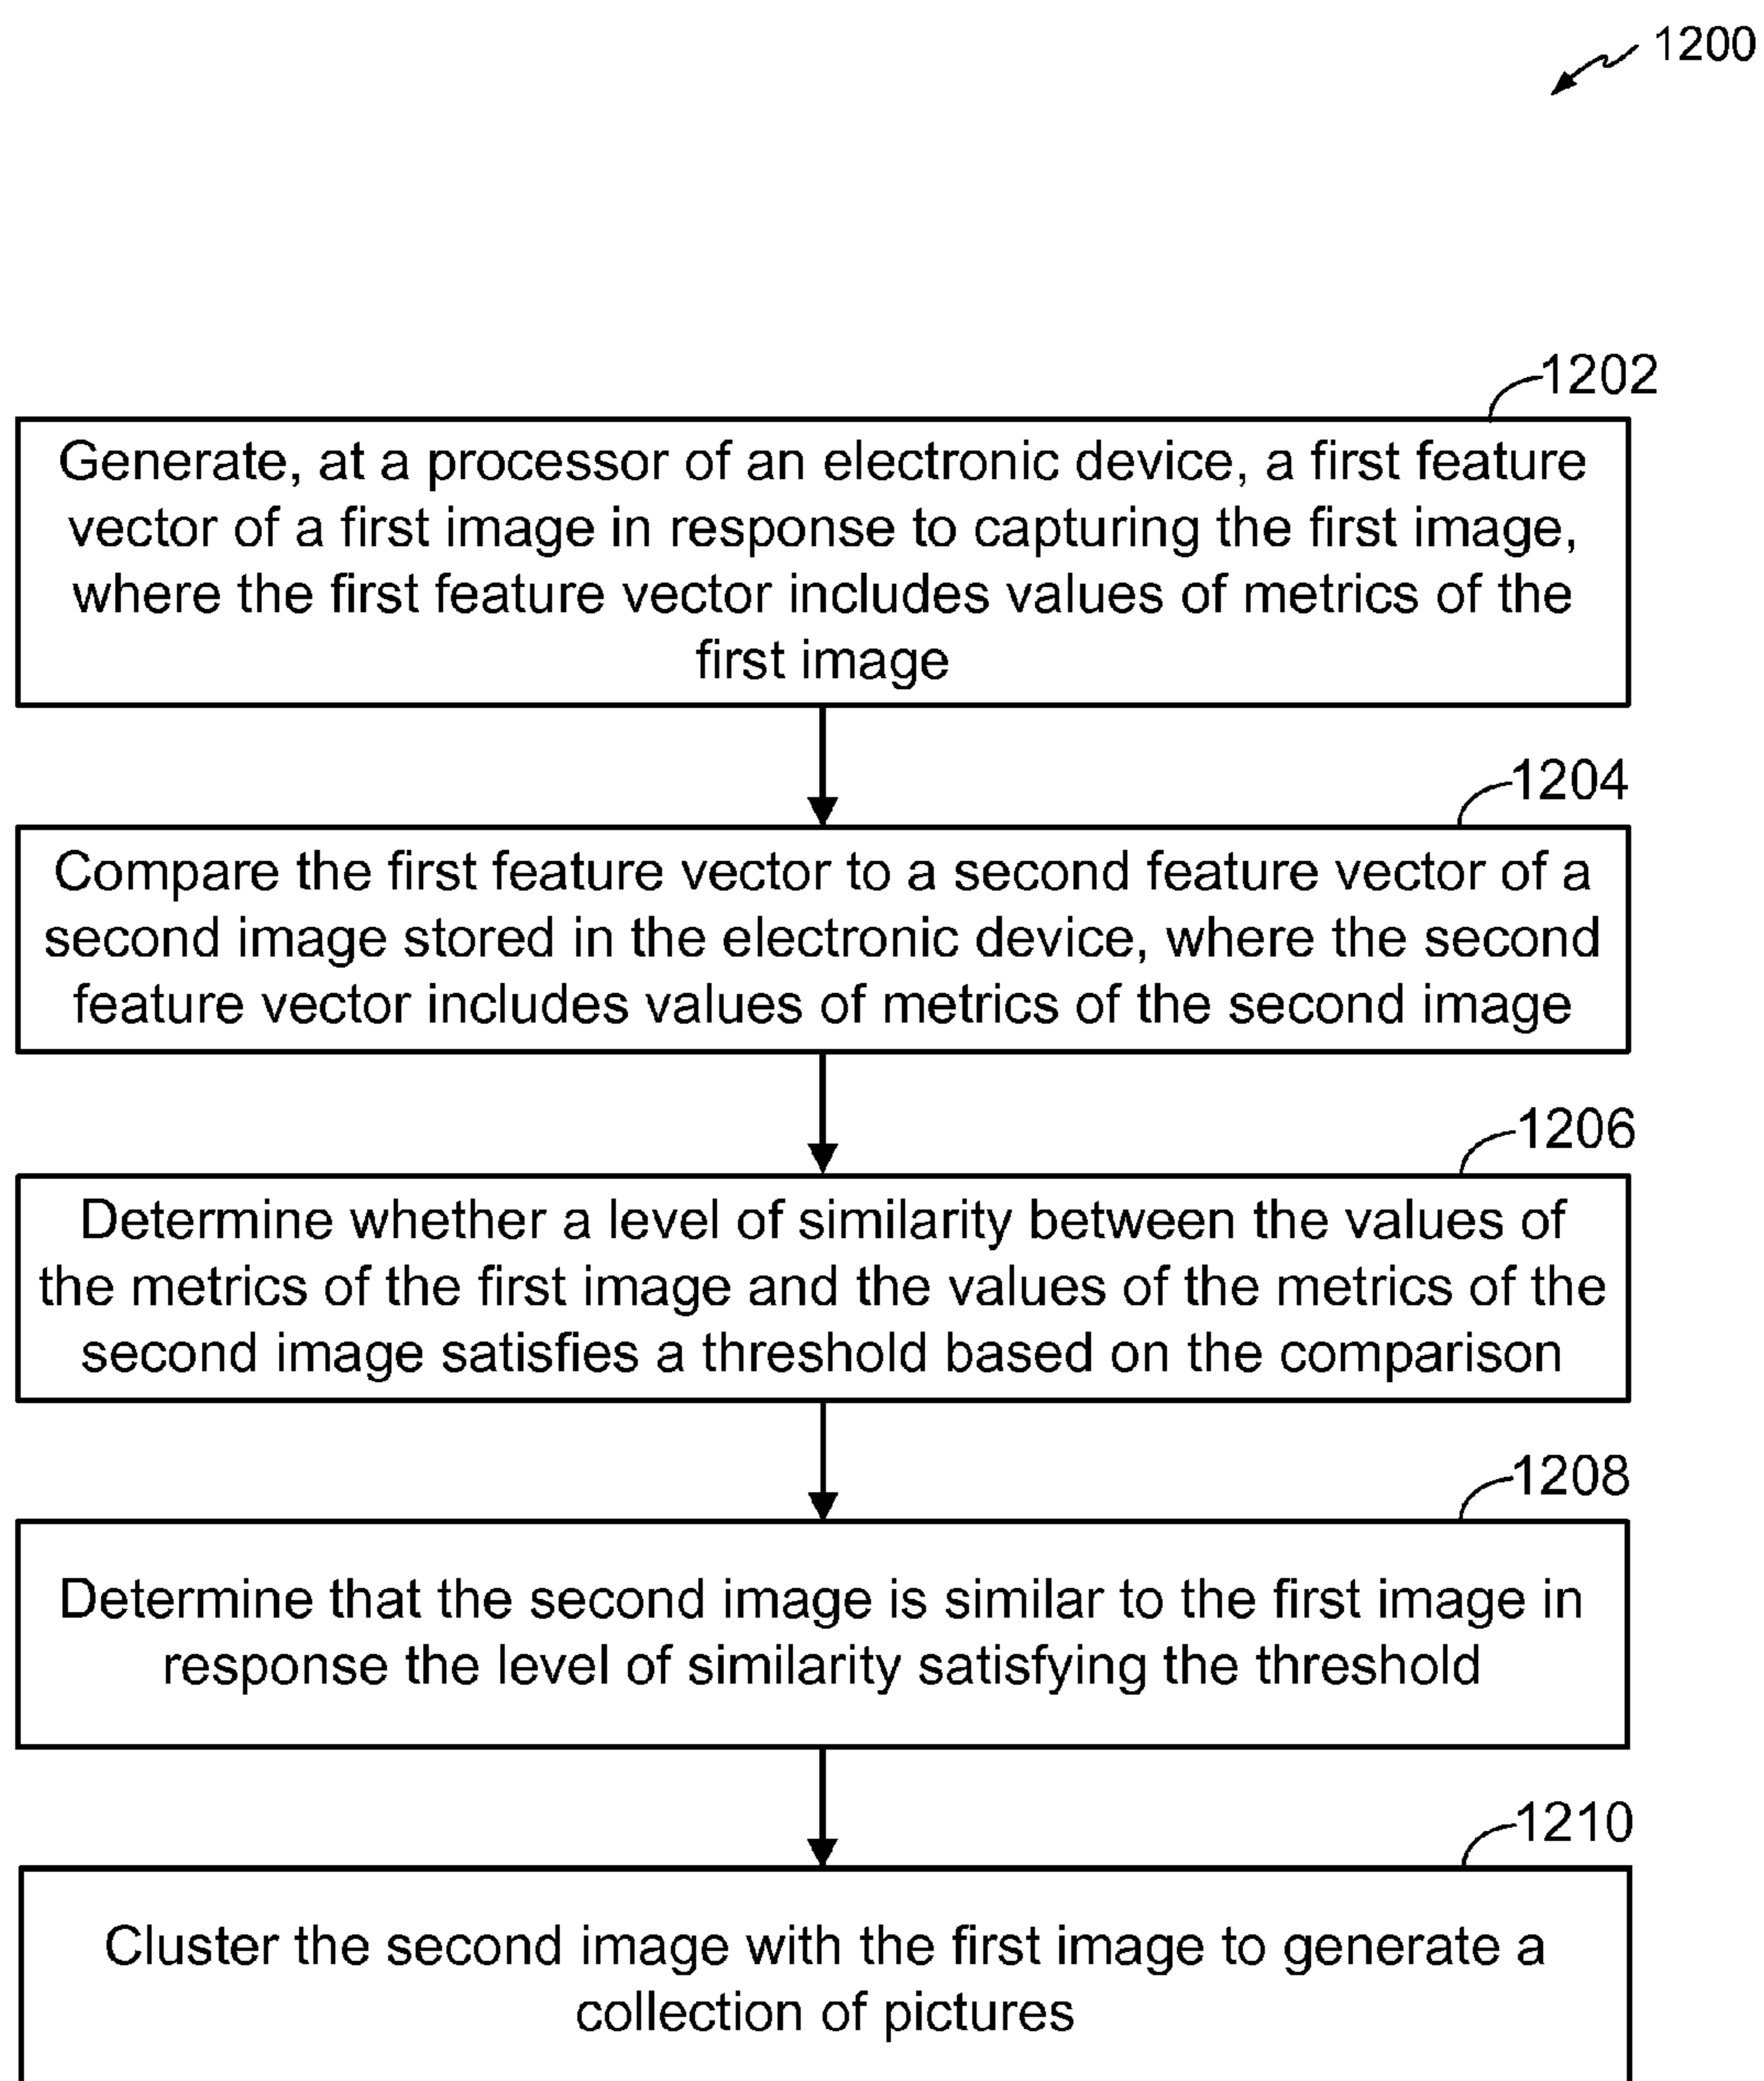 1200
1202
Generate, at a processor of an electronic device, a first feature
vector of a first image in response to capturing the first image,
where the first feature vector includes values of metrics of the
first image
1204
Compare the first feature vector to a second feature vector of a
second image stored in the electronic device, where the second
feature vector includes values of metrics of the second image
1206
Determine whether a level of similarity between the values of
the metrics of the first image and the values of the metrics of the
second image satisfies a threshold based on the comparison
1208
Determine that the second image is similar to the first image in
response the level of similarity satisfying the threshold
1210
Cluster the second image with the first image to generate a
collection of pictures